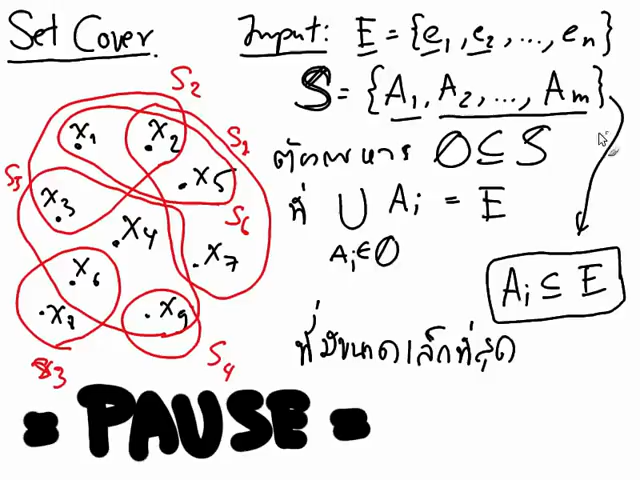 Set Cover
Input: E = {e₁, e₂, ..., eₙ}
S = {A₁, A₂, ..., Aₘ}
ต้องการหา O ⊆ S
ที่ ∪ Aᵢ = E
Aᵢ∈O
Aᵢ ⊆ E
ที่มีขนาดเล็กที่สุด
S₂
X₁ X₂
S₁
S₅
X₅
X₃
S₆
X₄
X₇
X₆
X₈ X₉
S₃
S₄
= PAUSE =